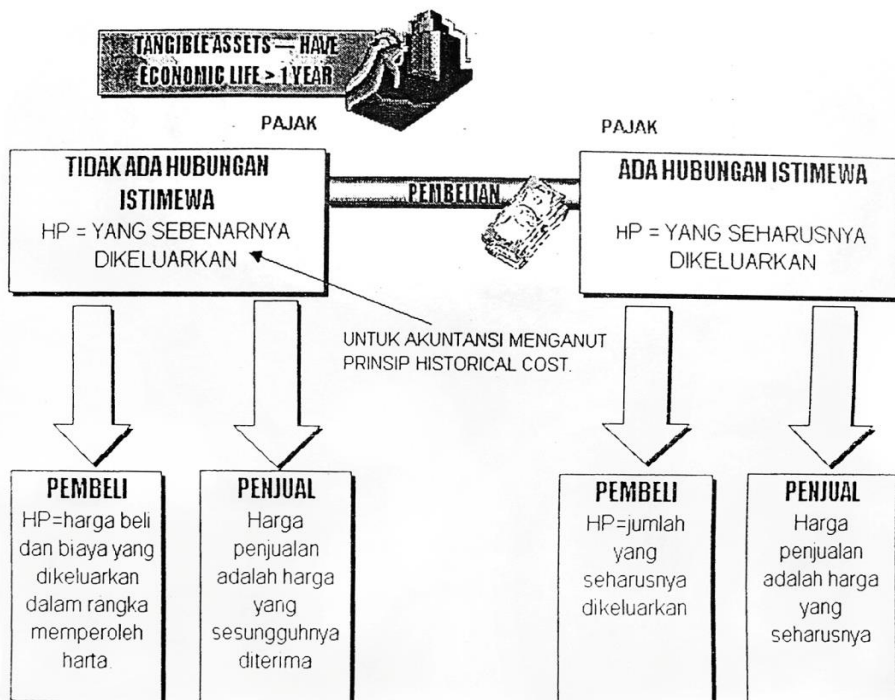 TANGIBLE ASSETS — HAVE
ECONOMIC LIFE > 1 YEAR
PAJAK
PAJAK
TIDAK ADA HUBUNGAN
ISTIMEWA
HP = YANG SEBENARNYA
DIKELUARKAN
PEMBELIAN
ADA HUBUNGAN ISTIMEWA
HP = YANG SEHARUSNYA
DIKELUARKAN
UNTUK AKUNTANSI MENGANUT
PRINSIP HISTORICAL COST.
PEMBELI
HP=harga beli
dan biaya yang
dikeluarkan
dalam rangka
memperoleh
harta.
PENJUAL
Harga
penjualan
adalah harga
yang
sesungguhnya
diterima
PEMBELI
HP=jumlah
yang
seharusnya
dikeluarkan
PENJUAL
Harga
penjualan
adalah harga
yang
seharusnya